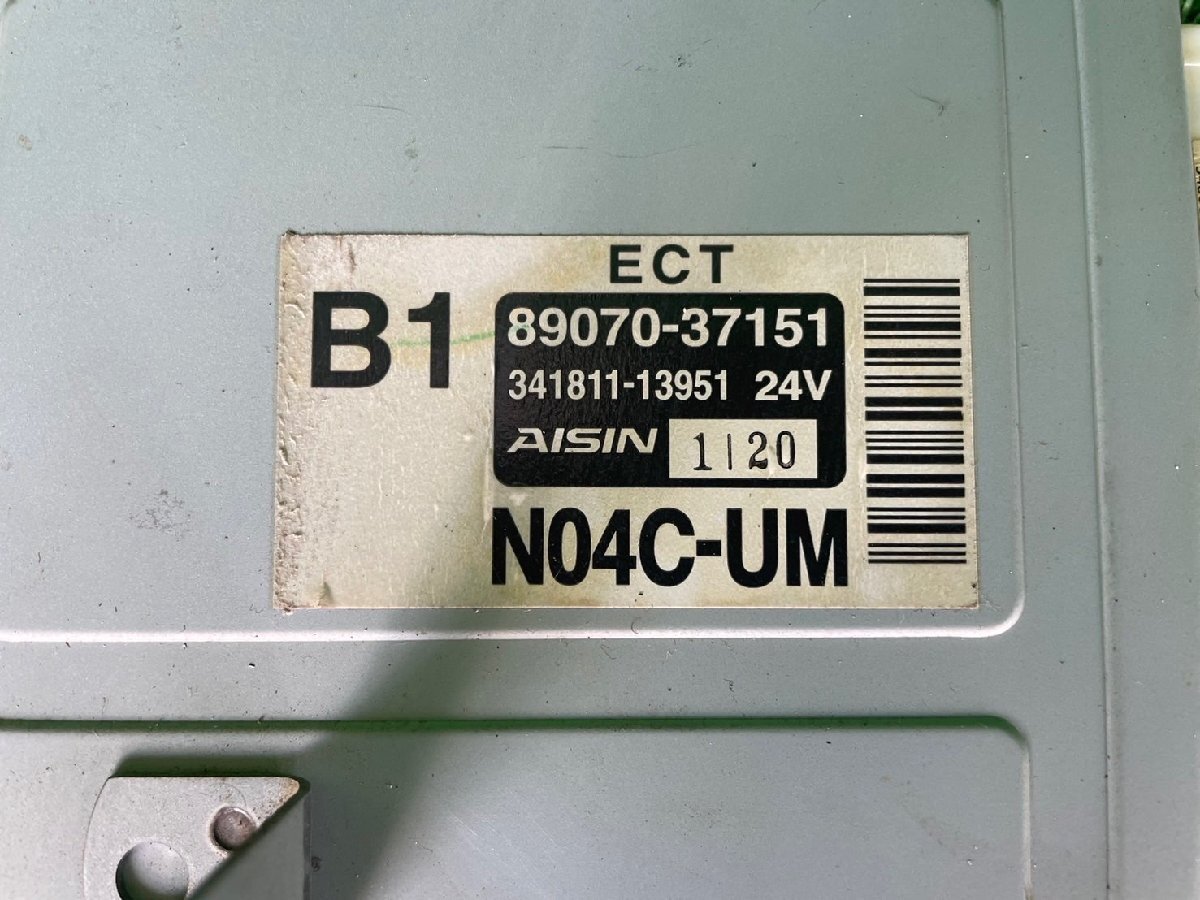 ECT
B1
89070-37151
341811-13951 24V
AISIN 1120
N04C-UM